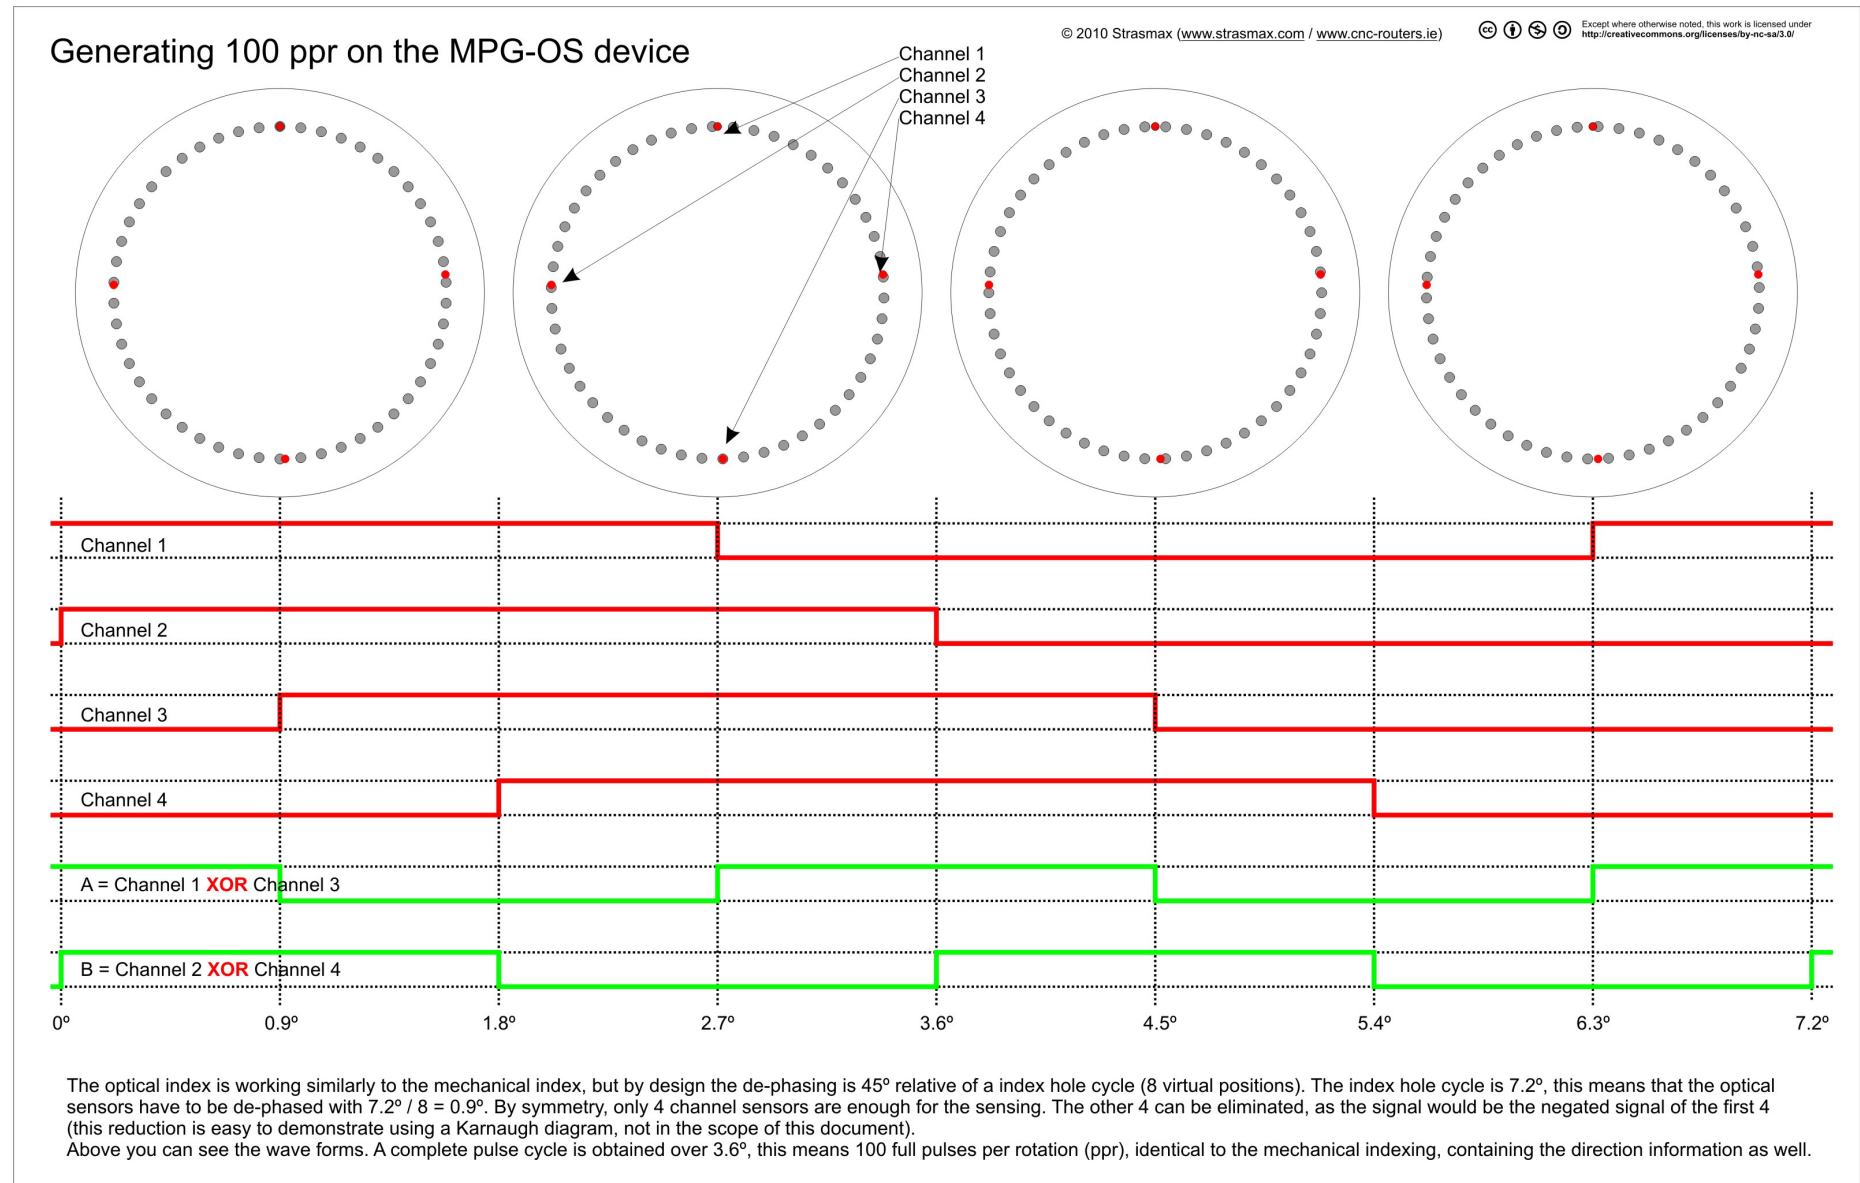 Generating 100 ppr on the MPG-OS device
© 2010 Strasmax (www.strasmax.com / www.cnc-routers.ie)
cc
Except where otherwise noted, this work is licensed under
http://creativecommons.org/licenses/by-nc-sa/3.0/
Channel 1
Channel 2
Channel 3
Channel 4
Channel 1
Channel 2
Channel 3
Channel 4
A = Channel 1 XOR Channel 3
B = Channel 2 XOR Channel 4
0º 0.9º 1.8º 2.7º 3.6º 4.5º 5.4º 6.3º 7.2º
The optical index is working similarly to the mechanical index, but by design the de-phasing is 45º relative of a index hole cycle (8 virtual positions). The index hole cycle is 7.2º, this means that the optical
sensors have to be de-phased with 7.2º / 8 = 0.9º. By symmetry, only 4 channel sensors are enough for the sensing. The other 4 can be eliminated, as the signal would be the negated signal of the first 4
(this reduction is easy to demonstrate using a Karnaugh diagram, not in the scope of this document).
Above you can see the wave forms. A complete pulse cycle is obtained over 3.6º, this means 100 full pulses per rotation (ppr), identical to the mechanical indexing, containing the direction information as well.